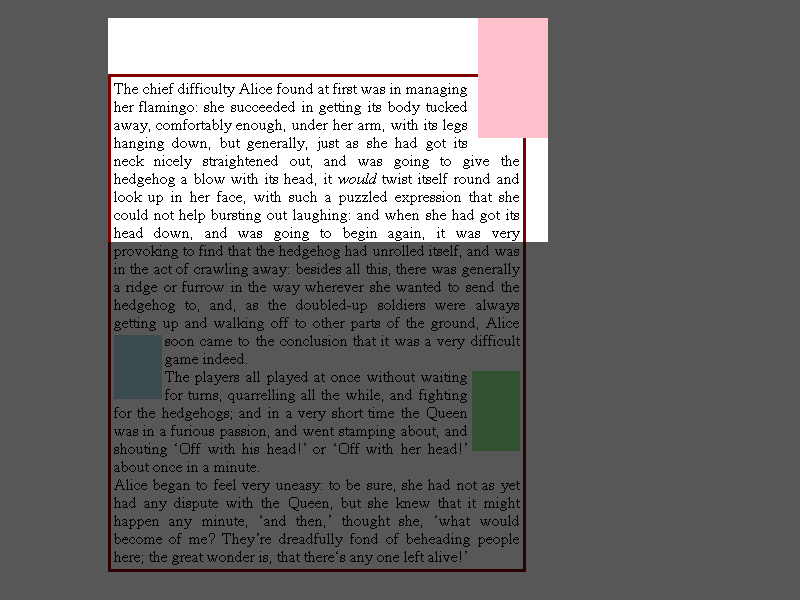 The chief difficulty Alice found at first was in managing
her flamingo: she succeeded in getting its body tucked
away, comfortably enough, under her arm, with its legs
hanging down, but generally, just as she had got its
neck nicely straightened out, and was going to give the
hedgehog a blow with its head, it would twist itself round and
look up in her face, with such a puzzled expression that she
could not help bursting out laughing: and when she had got its
head down, and was going to begin again, it was very
provoking to find that the hedgehog had unrolled itself, and was
in the act of crawling away: besides all this, there was generally
a ridge or furrow in the way wherever she wanted to send the
hedgehog to, and, as the doubled-up soldiers were always
getting up and walking off to other parts of the ground, Alice
soon came to the conclusion that it was a very difficult
game indeed.
The players all played at once without waiting
for turns, quarrelling all the while, and fighting
for the hedgehogs; and in a very short time the Queen
was in a furious passion, and went stamping about, and
shouting ‘Off with his head!’ or ‘Off with her head!’
about once in a minute.
Alice began to feel very uneasy: to be sure, she had not as yet
had any dispute with the Queen, but she knew that it might
happen any minute, ‘and then,’ thought she, ‘what would
become of me? They’re dreadfully fond of beheading people
here; the great wonder is, that there‘s any one left alive!’